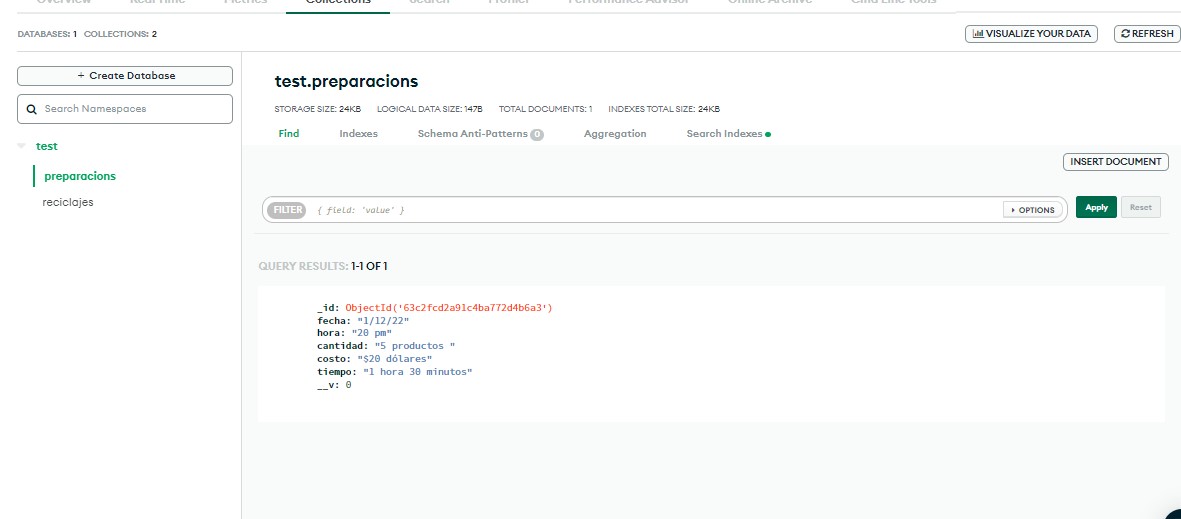 Overview Real Time Metrics Collections Search Profiler Performance Advisor Online Archive Cmd Line Tools
DATABASES: 1 COLLECTIONS: 2
VISUALIZE YOUR DATA
REFRESH
+ Create Database
Search Namespaces
test
preparacions
reciclajes
test.preparacions
STORAGE SIZE: 24KB LOGICAL DATA SIZE: 147B TOTAL DOCUMENTS: 1 INDEXES TOTAL SIZE: 24KB
Find Indexes Schema Anti-Patterns 0 Aggregation Search Indexes
INSERT DOCUMENT
FILTER { field: 'value' } OPTIONS Apply Reset
QUERY RESULTS: 1-1 OF 1
_id: ObjectId('63c2fcd2a91c4ba772d4b6a3')
fecha: "1/12/22"
hora: "20 pm"
cantidad: "5 productos "
costo: "$20 dólares"
tiempo: "1 hora 30 minutos"
__v: 0